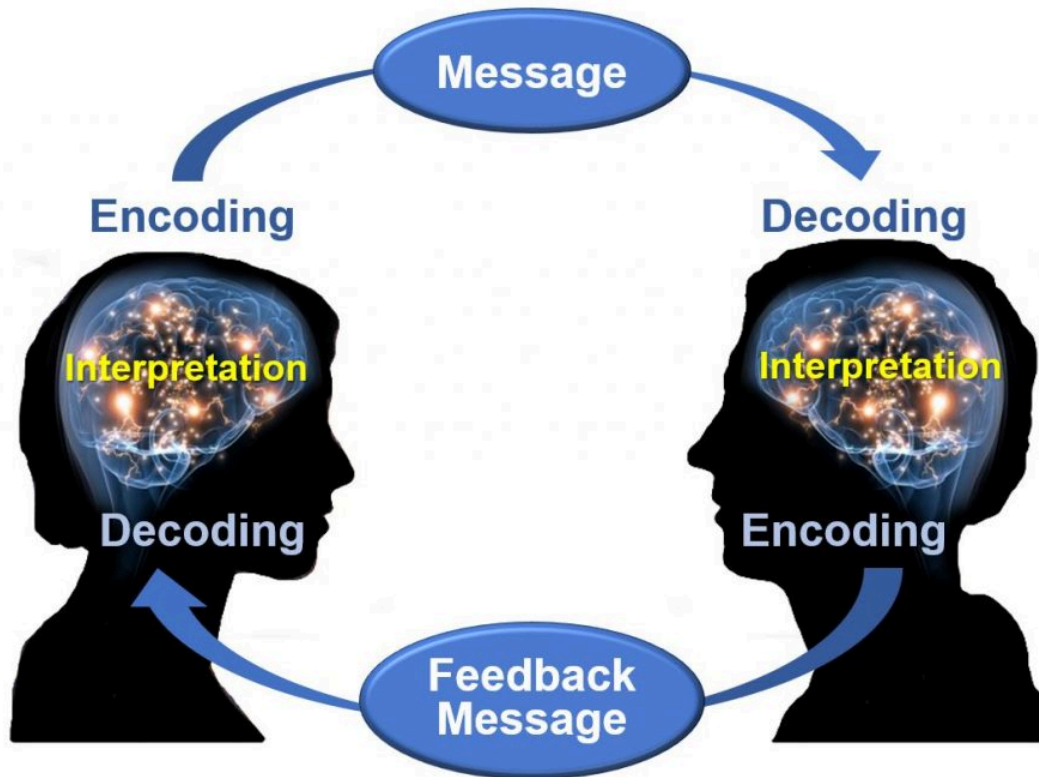 Message
Encoding
Decoding
Interpretation
Interpretation
Decoding
Encoding
Feedback
Message